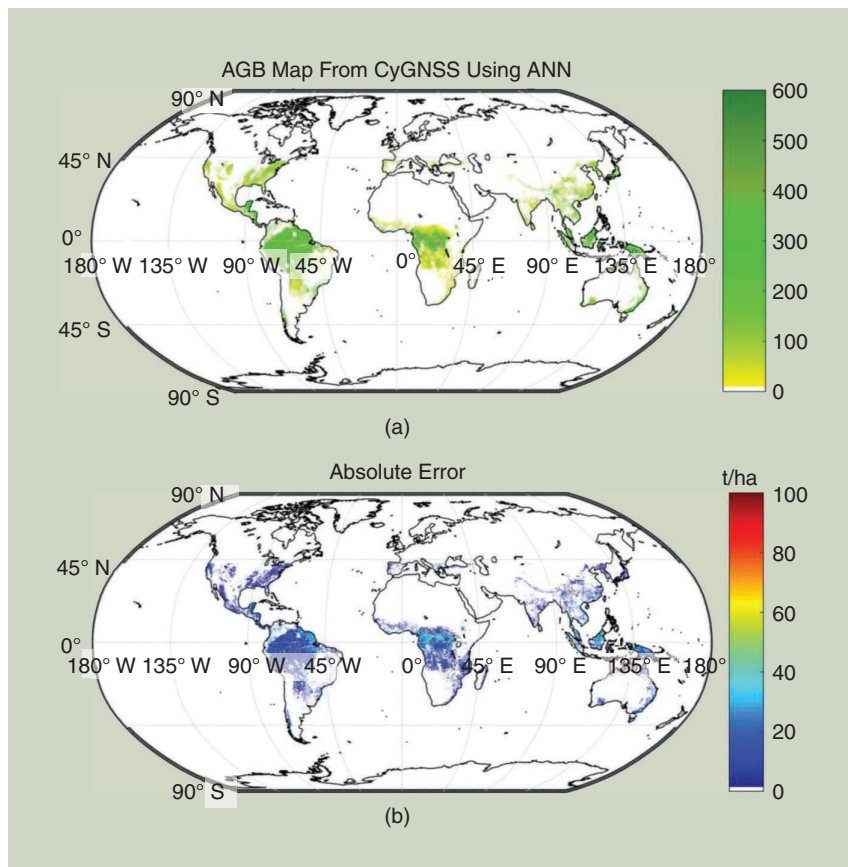 AGB Map From CyGNSS Using ANN
90° N
45° N
0°
180° W 135° W 90° W 45° W 0° 45° E 90° E 135° E 180°
45° S
90° S
600
500
400
300
200
100
0
(a)
Absolute Error
t/ha
90° N
45° N
0°
180° W 135° W 90° W 45° W 0° 45° E 90° E 135° E 180°
90° S
100
80
60
40
20
0
(b)